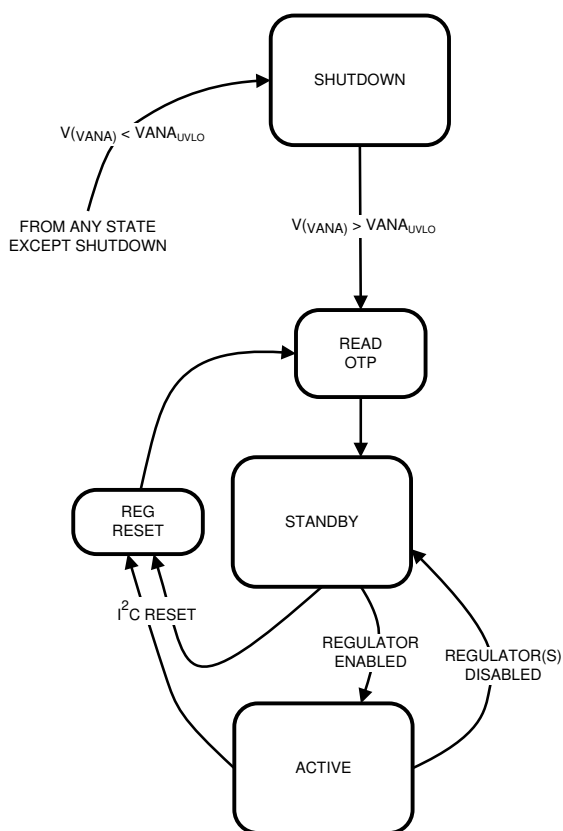 SHUTDOWN
V(VANA) < VANAUVLO
FROM ANY STATE
EXCEPT SHUTDOWN
V(VANA) > VANAUVLO
READ
OTP
REG
RESET
STANDBY
I²C RESET
REGULATOR
ENABLED
REGULATOR(S)
DISABLED
ACTIVE